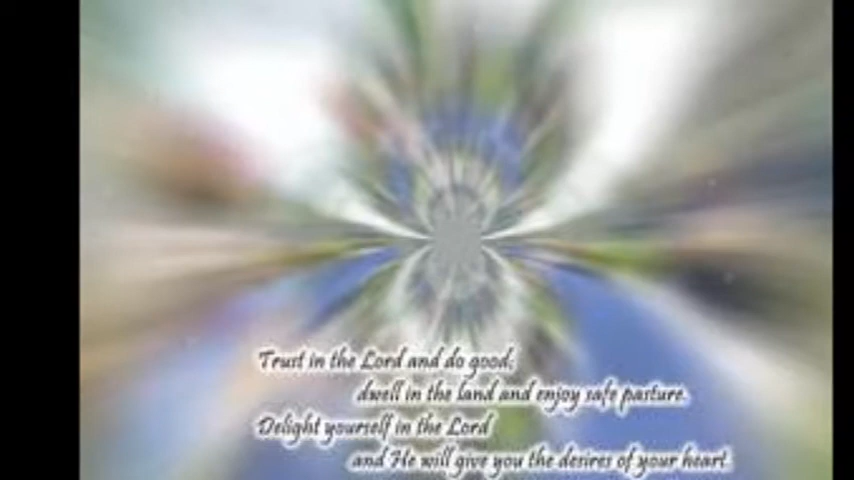 Trust in the Lord and do good;
dwell in the land and enjoy safe pasture.
Delight yourself in the Lord
and He will give you the desires of your heart.